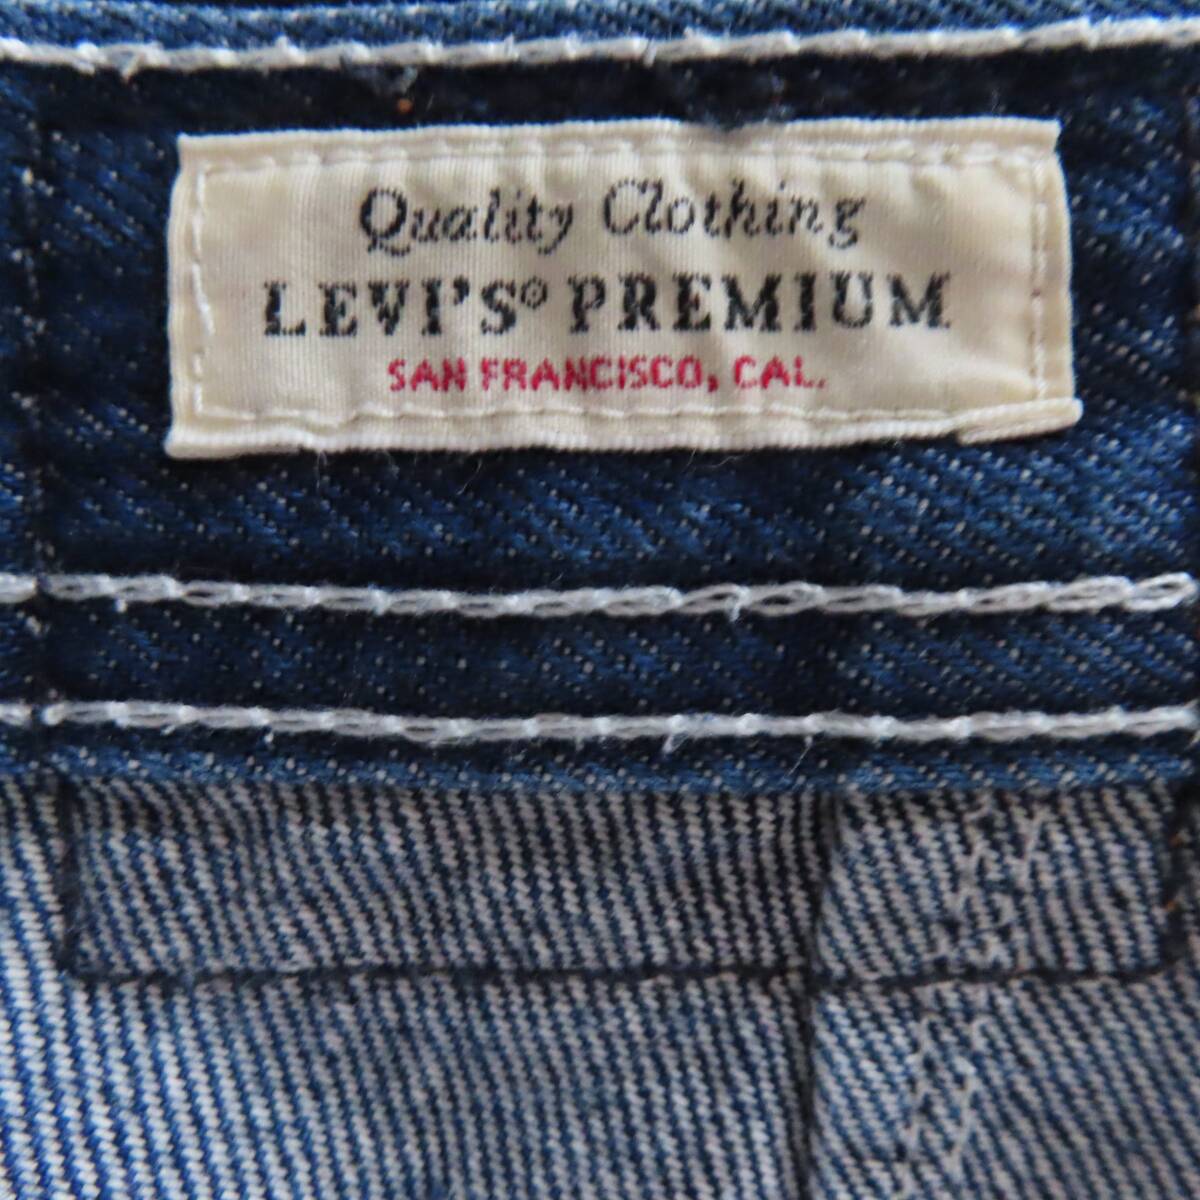 Quality Clothing
LEVI'S® PREMIUM
SAN FRANCISCO, CAL.